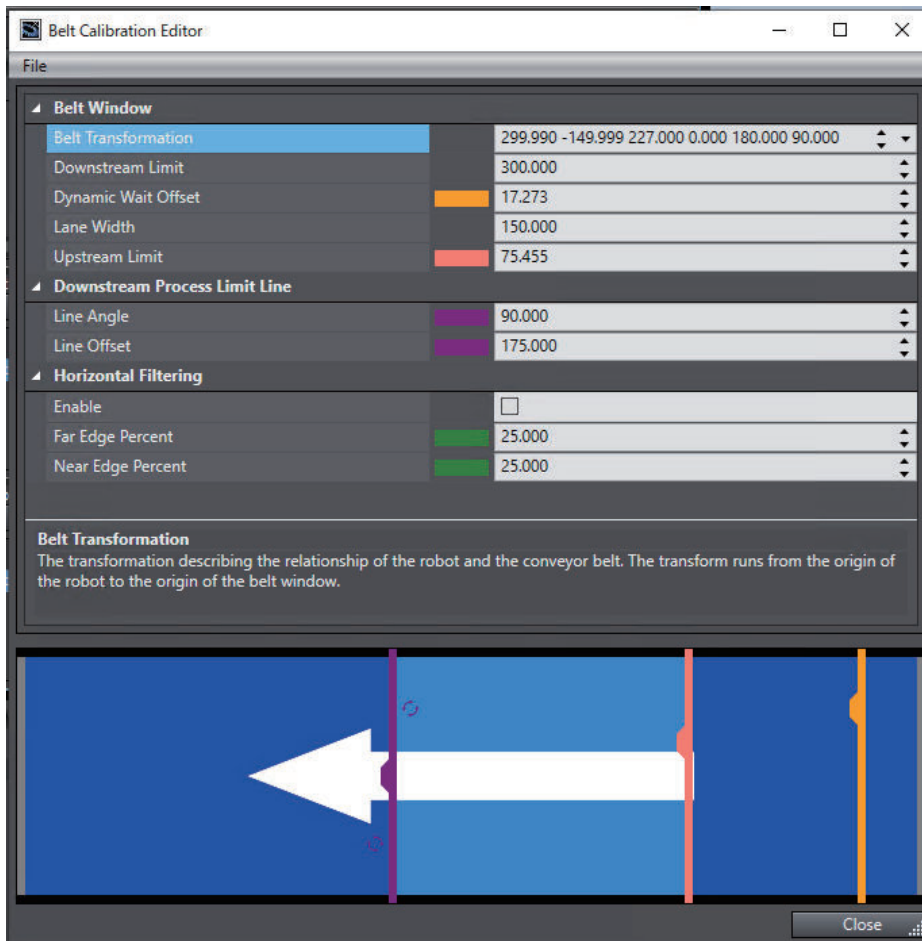 Belt Calibration Editor
File
Belt Window
Belt Transformation 299.990 -149.999 227.000 0.000 180.000 90.000
Downstream Limit 300.000
Dynamic Wait Offset 17.273
Lane Width 150.000
Upstream Limit 75.455
Downstream Process Limit Line
Line Angle 90.000
Line Offset 175.000
Horizontal Filtering
Enable
Far Edge Percent 25.000
Near Edge Percent 25.000
Belt Transformation
The transformation describing the relationship of the robot and the conveyor belt. The transform runs from the origin of
the robot to the origin of the belt window.
Close